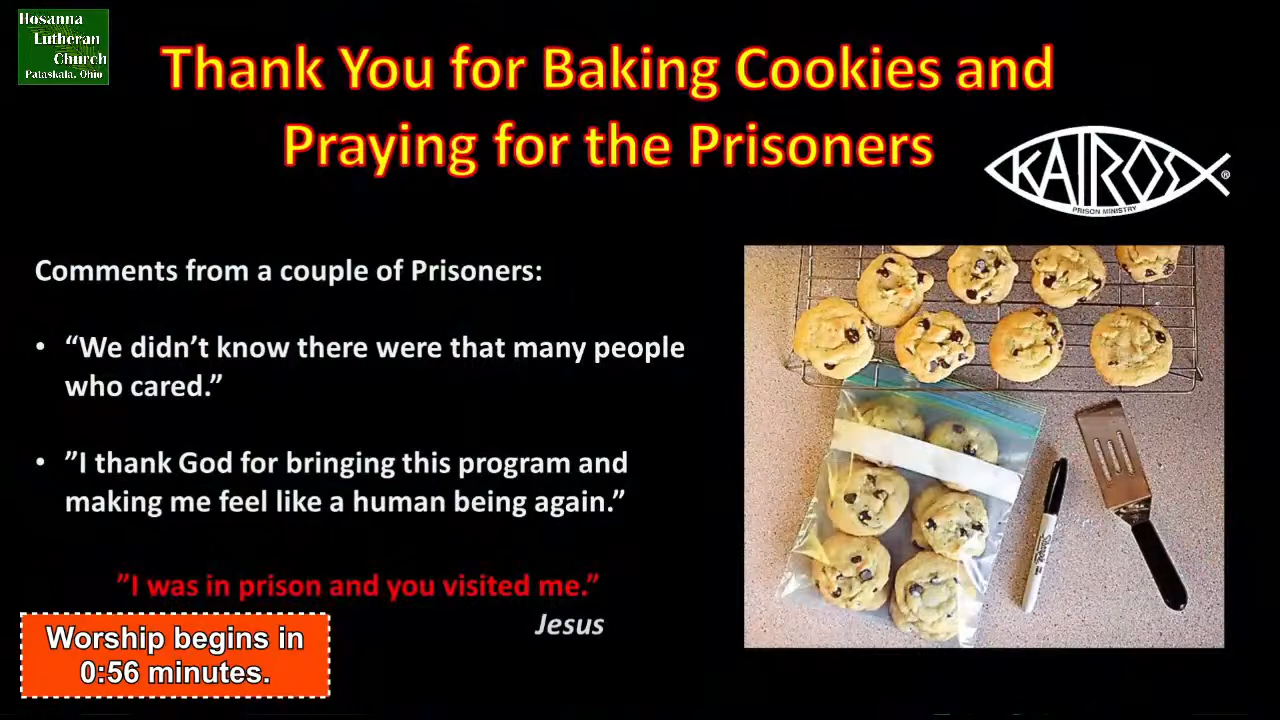 Hosanna
Lutheran
Church
Pataskala, Ohio
Thank You for Baking Cookies and
Praying for the Prisoners
KAIROS®
PRISON MINISTRY
Comments from a couple of Prisoners:
• “We didn’t know there were that many people
who cared.”
• ”I thank God for bringing this program and
making me feel like a human being again.”
”I was in prison and you visited me.”
Jesus
Worship begins in
0:56 minutes.
Sharpie